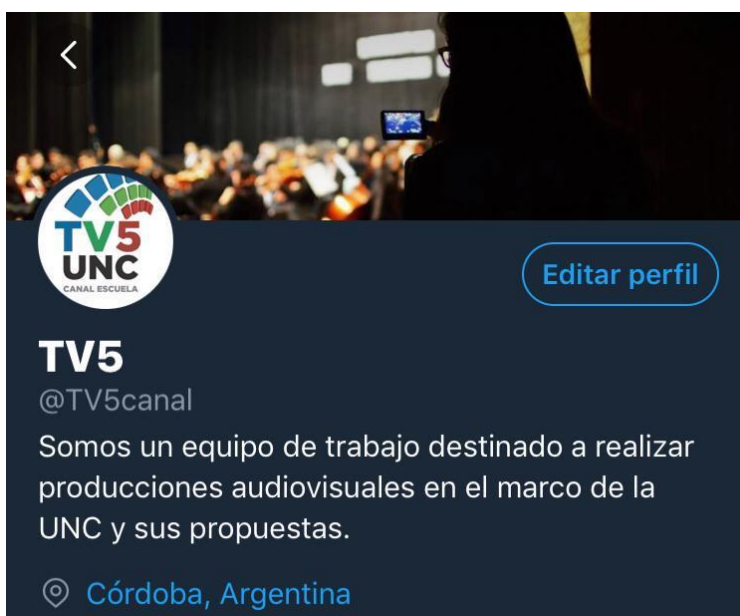 TV5
UNC
CANAL ESCUELA
Editar perfil
TV5
@TV5canal
Somos un equipo de trabajo destinado a realizar
producciones audiovisuales en el marco de la
UNC y sus propuestas.
Córdoba, Argentina